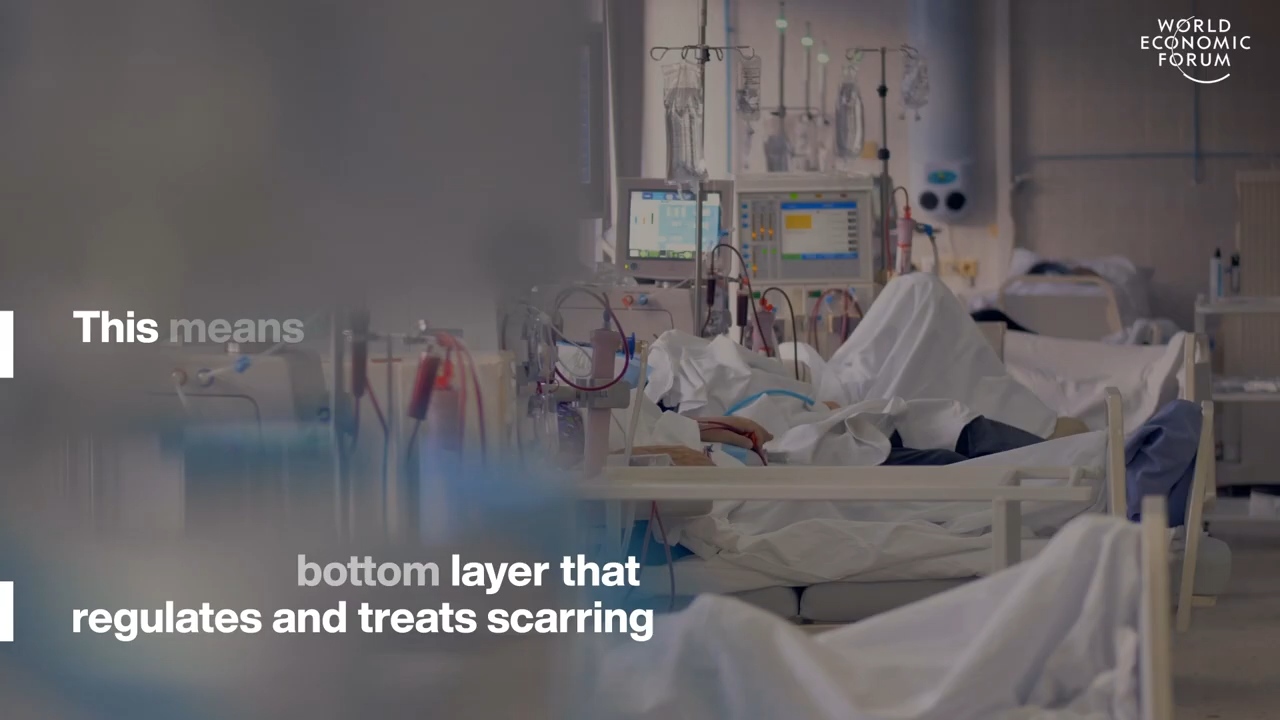 WORLD
ECONOMIC
FORUM
This means
bottom layer that
regulates and treats scarring